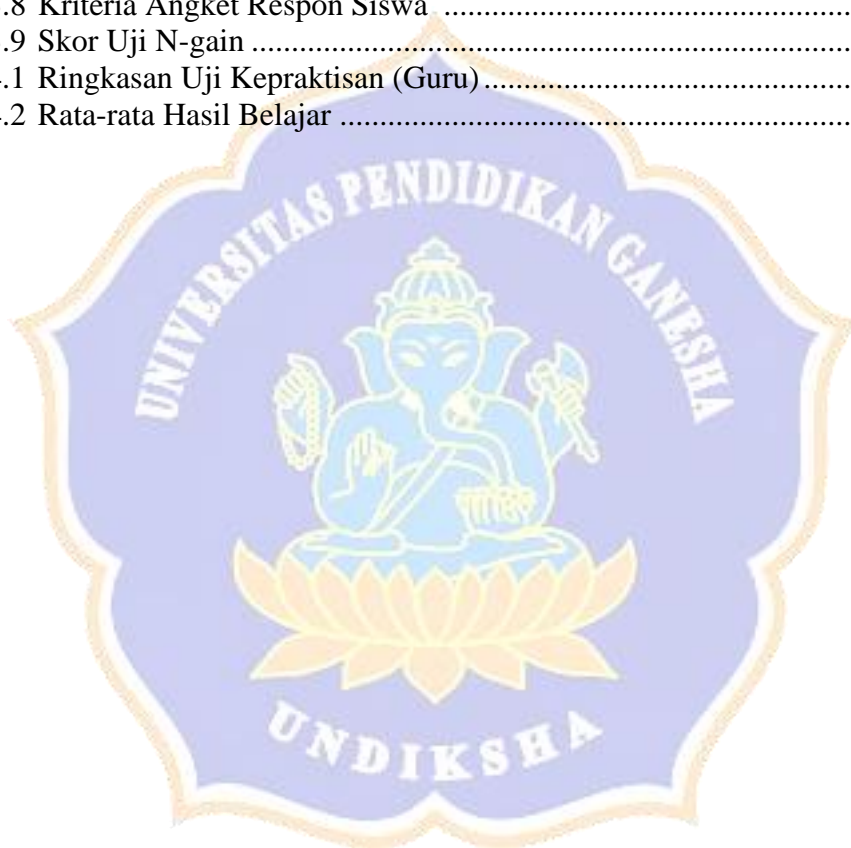 .8 Kriteria Angket Respon Siswa ..........................................................
.9 Skor Uji N-gain ....................................................................................
.1 Ringkasan Uji Kepraktisan (Guru) ..................................................
.2 Rata-rata Hasil Belajar ......................................................................
UNIVERSITAS PENDIDIKAN GANESHA
UNDIKSHA